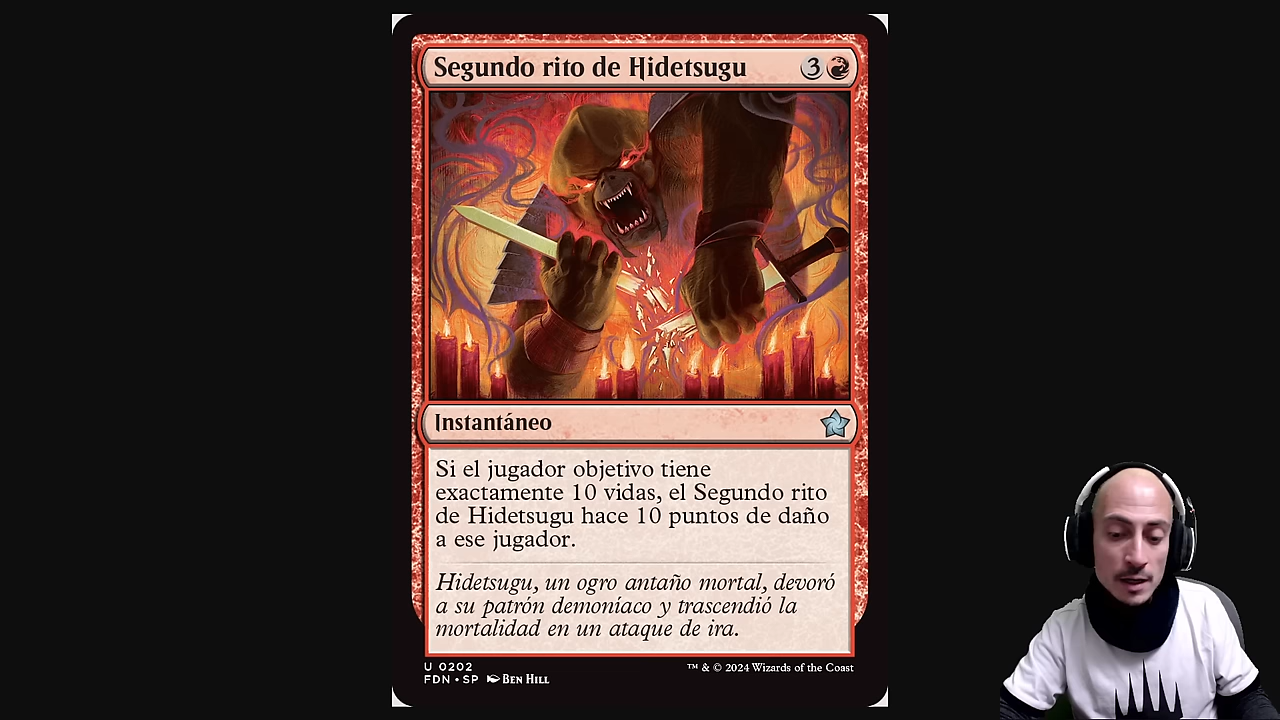 Segundo rito de Hidetsugu 3
Instantáneo
Si el jugador objetivo tiene
exactamente 10 vidas, el Segundo rito
de Hidetsugu hace 10 puntos de daño
a ese jugador.
Hidetsugu, un ogro antaño mortal, devoró
a su patrón demoníaco y trascendió la
mortalidad en un ataque de ira.
U 0202
FDN • SP Ben Hill
™ & © 2024 Wizards of the Coast